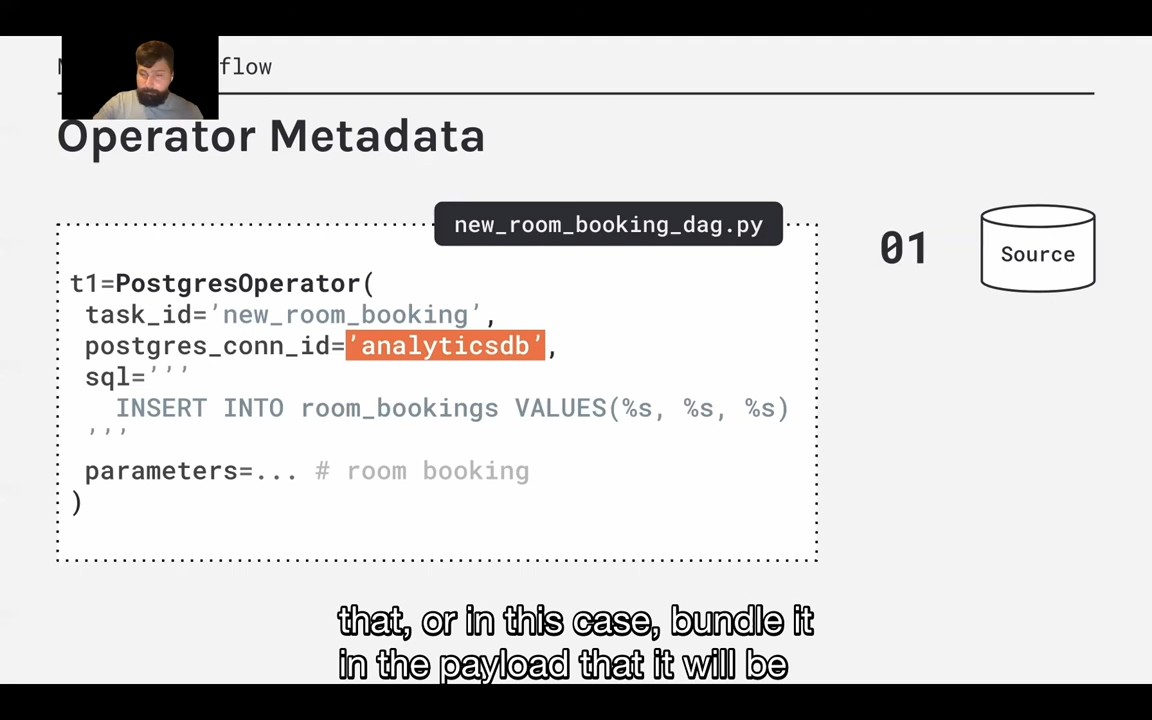 flow
Operator Metadata
new_room_booking_dag.py
01
Source
t1=PostgresOperator(
task_id=’new_room_booking’,
postgres_conn_id=’analyticsdb’,
sql=’’’
INSERT INTO room_bookings VALUES(%s, %s, %s)
’’’
parameters=... # room booking
)
that, or in this case, bundle it
in the payload that it will be